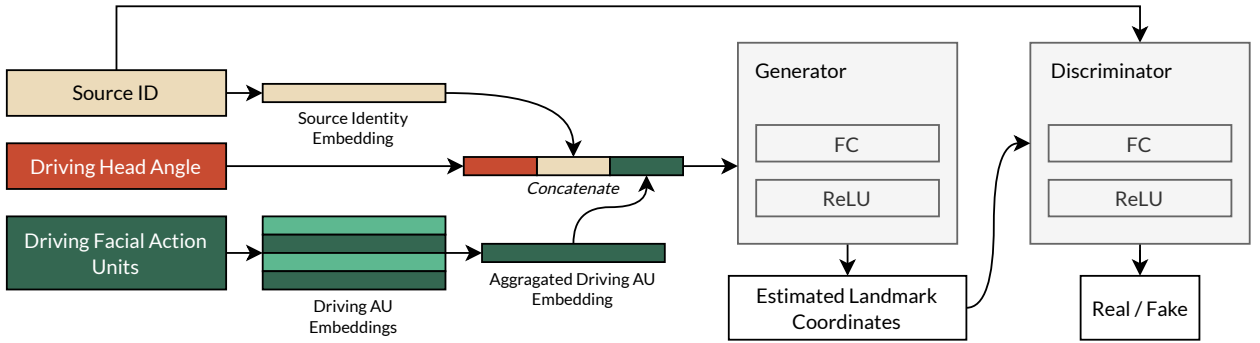 Source ID
Source Identity
Embedding
Driving Head Angle
Concatenate
Driving Facial Action
Units
Driving AU
Embeddings
Aggragated Driving AU
Embedding
Generator
FC
ReLU
Estimated Landmark
Coordinates
Discriminator
FC
ReLU
Real / Fake